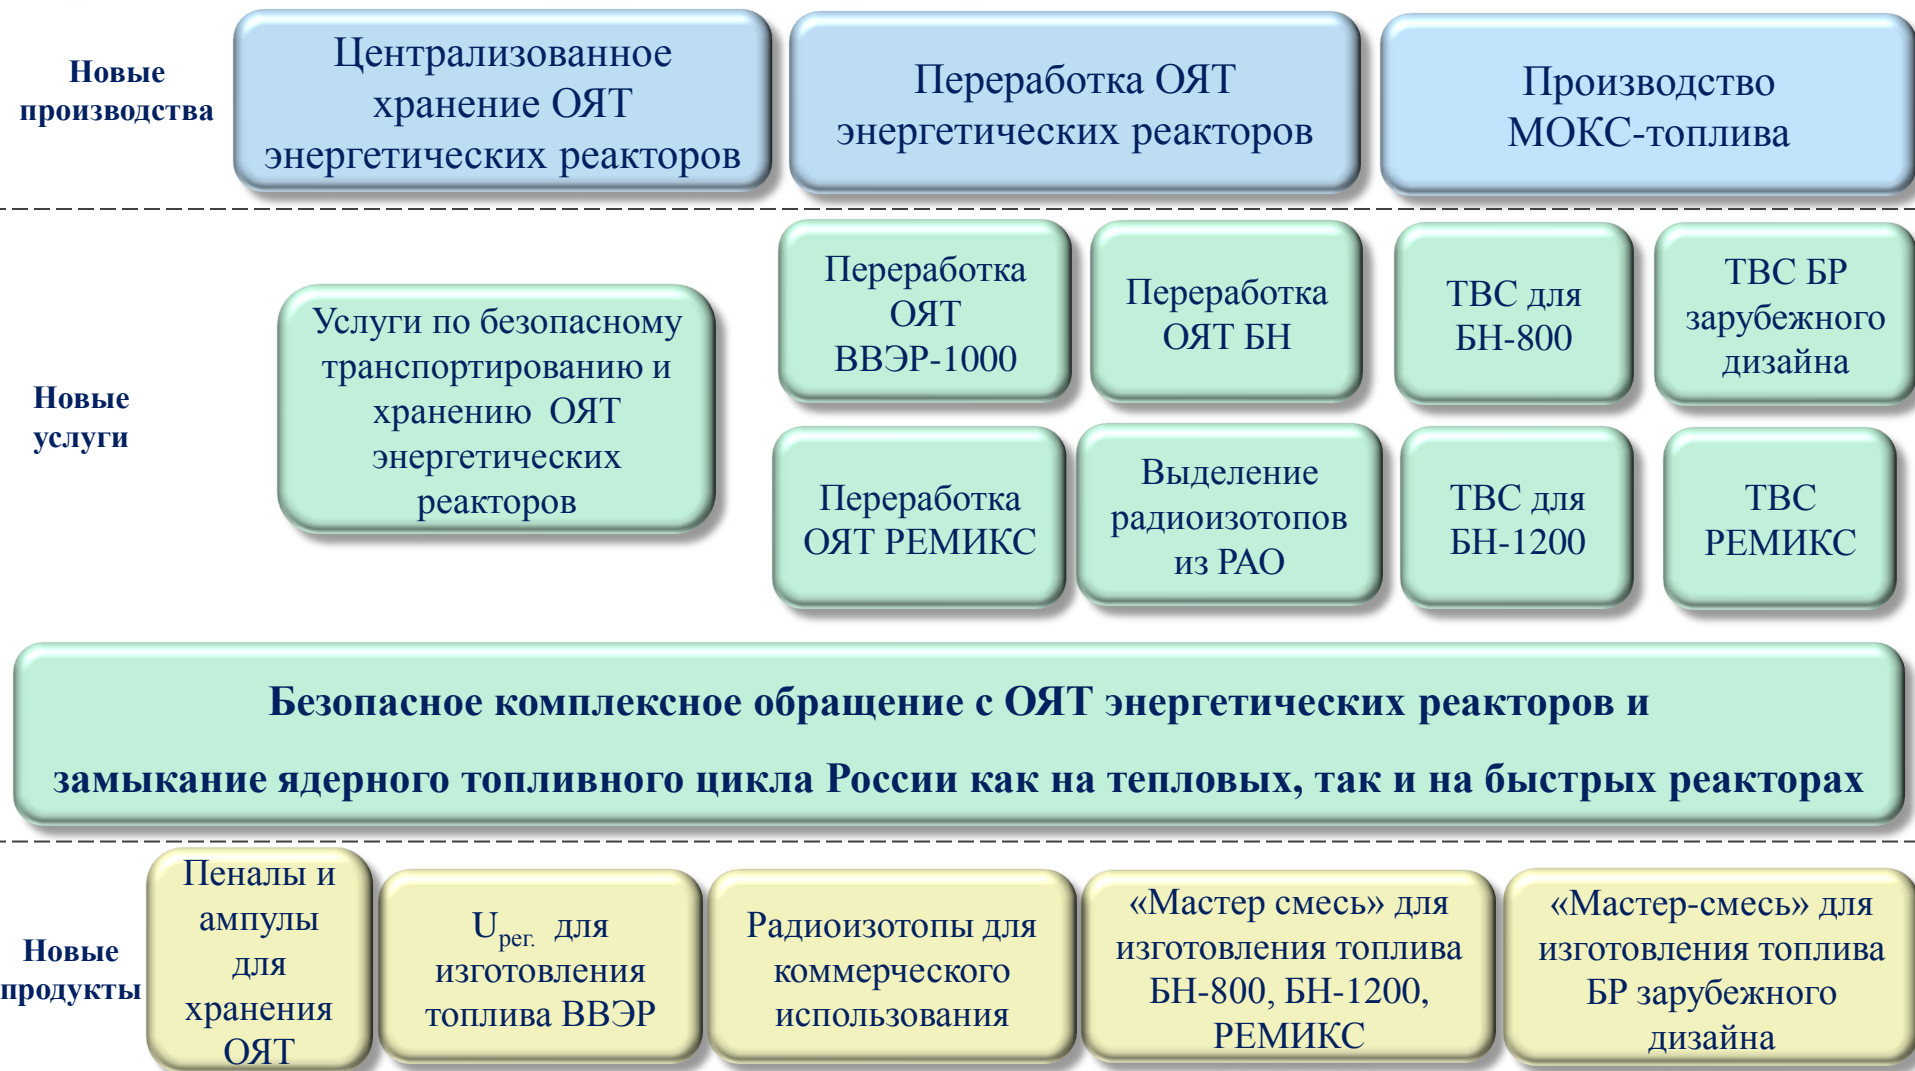 Новые
производства
Централизованное
хранение ОЯТ
энергетических реакторов
Переработка ОЯТ
энергетических реакторов
Производство
МОКС-топлива
Новые
услуги
Услуги по безопасному
транспортированию и
хранению ОЯТ
энергетических
реакторов
Переработка
ОЯТ
ВВЭР-1000
Переработка
ОЯТ БН
ТВС для
БН-800
ТВС БР
зарубежного
дизайна
Переработка
ОЯТ РЕМИКС
Выделение
радиоизотопов
из РАО
ТВС для
БН-1200
ТВС
РЕМИКС
Безопасное комплексное обращение с ОЯТ энергетических реакторов и
замыкание ядерного топливного цикла России как на тепловых, так и на быстрых реакторах
Новые
продукты
Пеналы и
ампулы
для
хранения
ОЯТ
Uрег. для
изготовления
топлива ВВЭР
Радиоизотопы для
коммерческого
использования
«Мастер смесь» для
изготовления топлива
БН-800, БН-1200,
РЕМИКС
«Мастер-смесь» для
изготовления топлива
БР зарубежного
дизайна